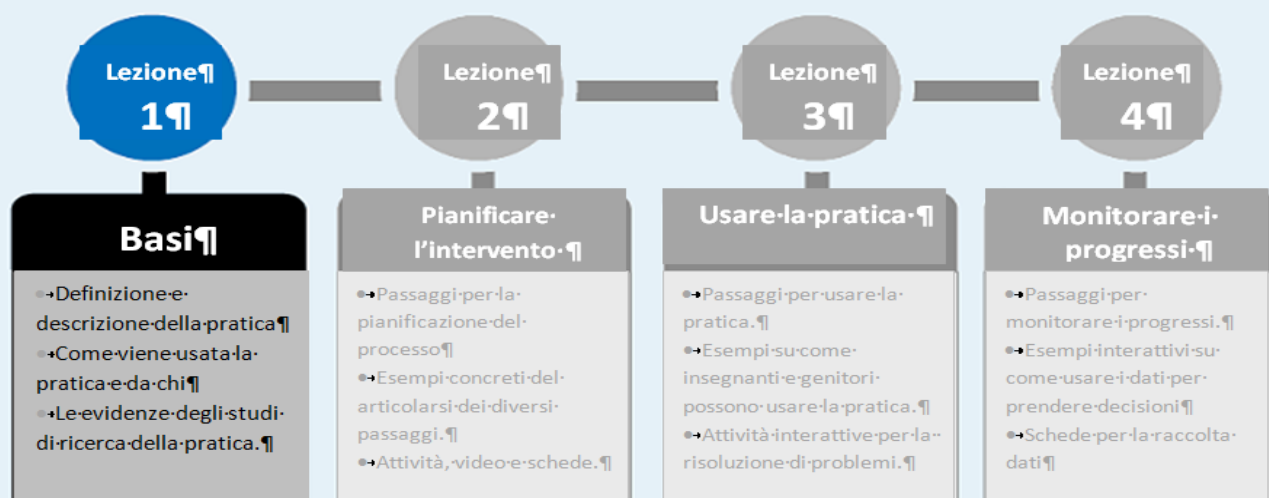 Lezione¶
1¶
Lezione¶
2¶
Lezione¶
3¶
Lezione¶
4¶
Basi¶
•→Definizione·e·
descrizione·della·pratica¶
•→Come·viene·usata·la·
pratica·e·da·chi¶
•→Le·evidenze·degli·studi·
di·ricerca·della·pratica.¶
Pianificare·
l’intervento·¶
•→Passaggi·per·la·
pianificazione·del·
processo¶
•→Esempi·concreti·del·
articolarsi·dei·diversi·
passaggi.¶
•→Attività,·video·e·schede.¶
Usare·la·pratica·¶
•→Passaggi·per·usare·la·
pratica.¶
•→Esempi·su·come·
insegnanti·e·genitori·
possono·usare·la·pratica.¶
•→Attività·interattive·per·la··
risoluzione·di·problemi.¶
Monitorare·i·
progressi·¶
•→Passaggi·per·
monitorare·i·progressi.¶
•→Esempi·interattivi·su·
come·usare·i·dati·per·
prendere·decisioni¶
•→Schede·per·la·raccolta·
dati¶